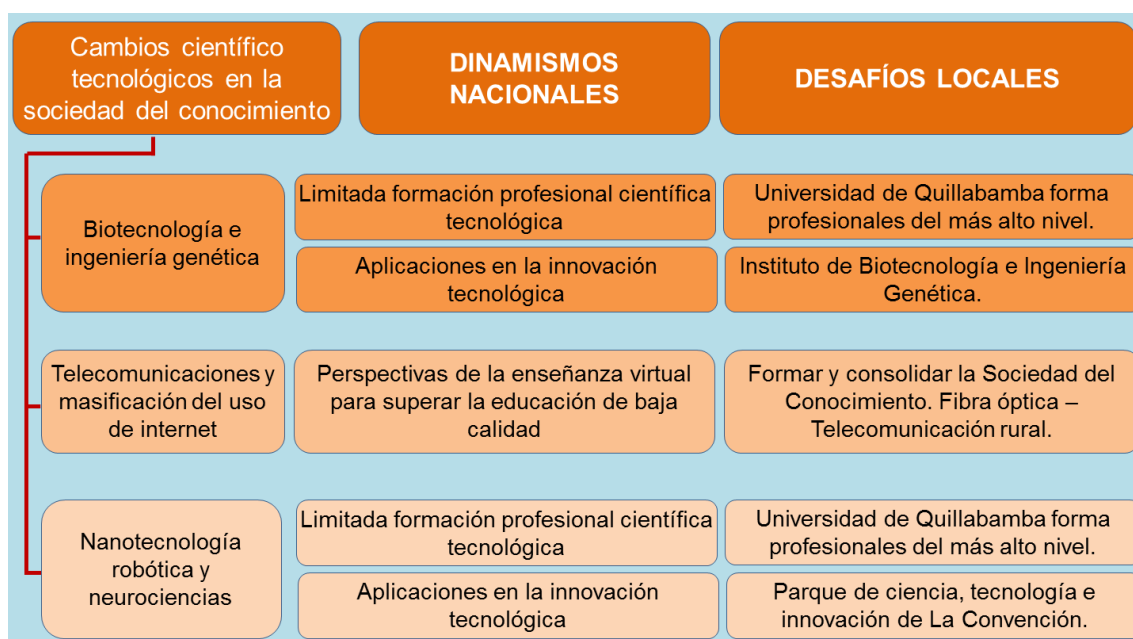 Cambios científico
tecnológicos en la
sociedad del conocimiento
DINAMISMOS
NACIONALES
DESAFÍOS LOCALES
Biotecnología e
ingeniería genética
Limitada formación profesional científica
tecnológica
Universidad de Quillabamba forma
profesionales del más alto nivel.
Aplicaciones en la innovación
tecnológica
Instituto de Biotecnología e Ingeniería
Genética.
Telecomunicaciones y
masificación del uso
de internet
Perspectivas de la enseñanza virtual
para superar la educación de baja
calidad
Formar y consolidar la Sociedad del
Conocimiento. Fibra óptica –
Telecomunicación rural.
Nanotecnología
robótica y
neurociencias
Limitada formación profesional científica
tecnológica
Universidad de Quillabamba forma
profesionales del más alto nivel.
Aplicaciones en la innovación
tecnológica
Parque de ciencia, tecnología e
innovación de La Convención.